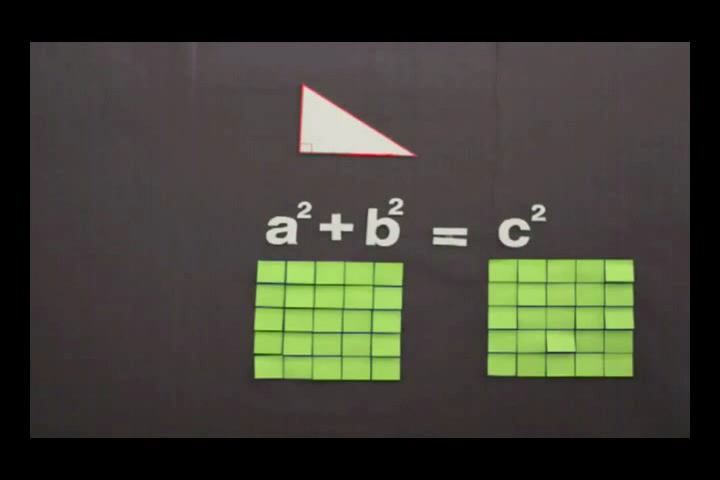 a² + b² = c²